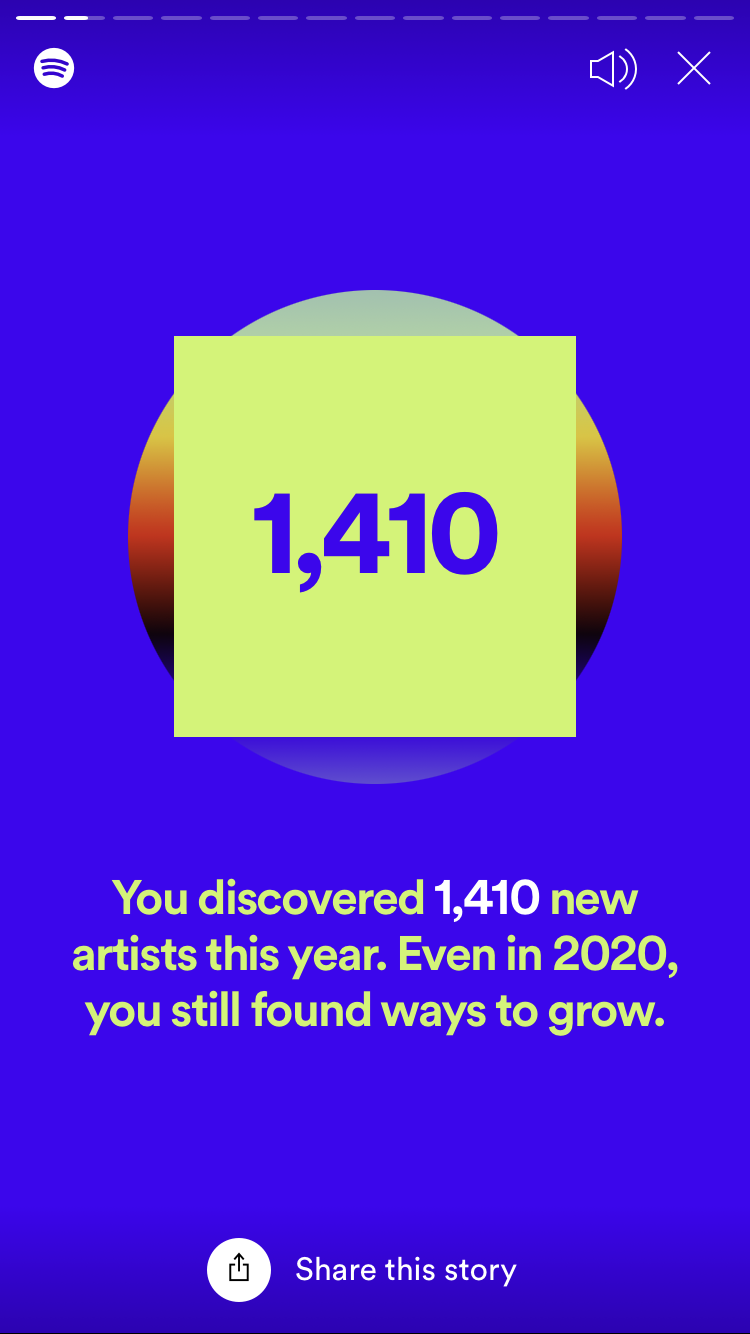 1,410
You discovered 1,410 new
artists this year. Even in 2020,
you still found ways to grow.
Share this story